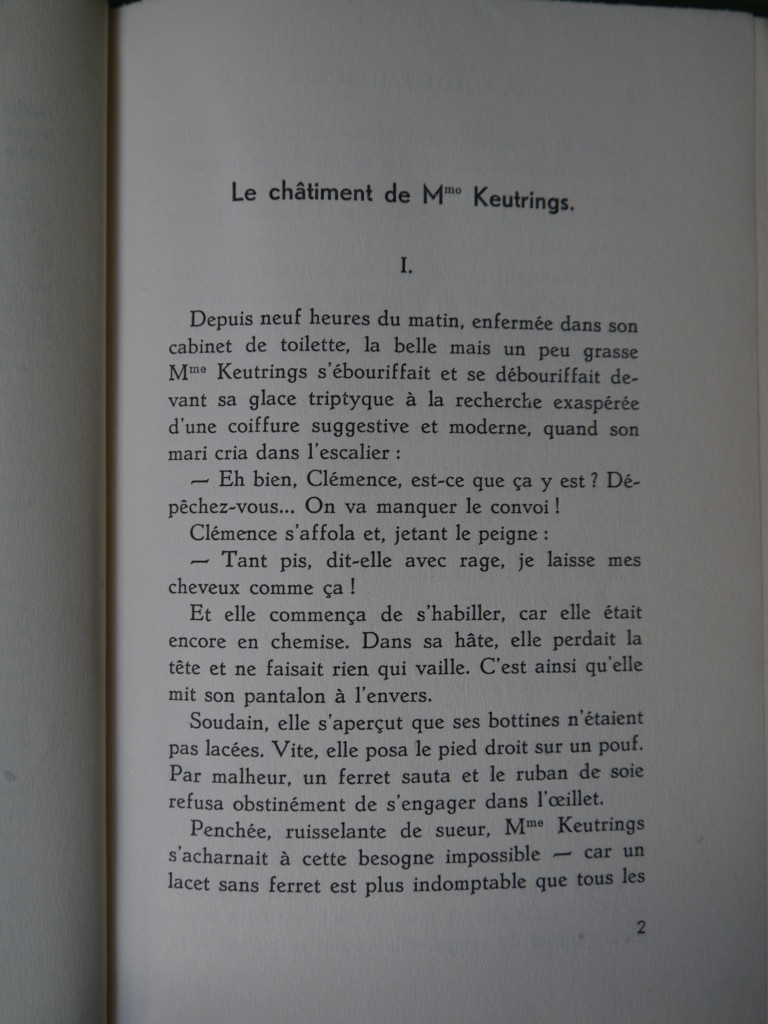 Le châtiment de Mme Keutrings.
I.
Depuis neuf heures du matin, enfermée dans son
cabinet de toilette, la belle mais un peu grasse
Mme Keutrings s'ébouriffait et se débouriffait de-
vant sa glace triptyque à la recherche exaspérée
d'une coiffure suggestive et moderne, quand son
mari cria dans l'escalier :
— Eh bien, Clémence, est-ce que ça y est ? Dé-
pêchez-vous... On va manquer le convoi !
Clémence s'affola et, jetant le peigne :
— Tant pis, dit-elle avec rage, je laisse mes
cheveux comme ça !
Et elle commença de s'habiller, car elle était
encore en chemise. Dans sa hâte, elle perdait la
tête et ne faisait rien qui vaille. C'est ainsi qu'elle
mit son pantalon à l'envers.
Soudain, elle s'aperçut que ses bottines n'étaient
pas lacées. Vite, elle posa le pied droit sur un pouf.
Par malheur, un ferret sauta et le ruban de soie
refusa obstinément de s'engager dans l'œillet.
Penchée, ruisselante de sueur, Mme Keutrings
s'acharnait à cette besogne impossible — car un
lacet sans ferret est plus indomptable que tous les
2